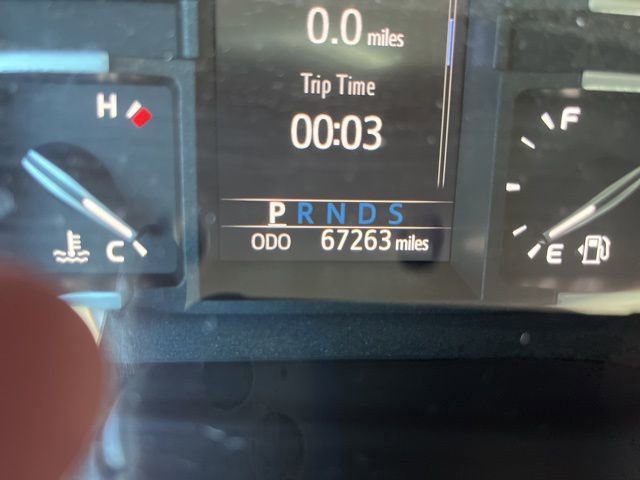 0.0 miles
Trip Time
00:03
H
C
F
E
P R N D S
ODO 67263 miles